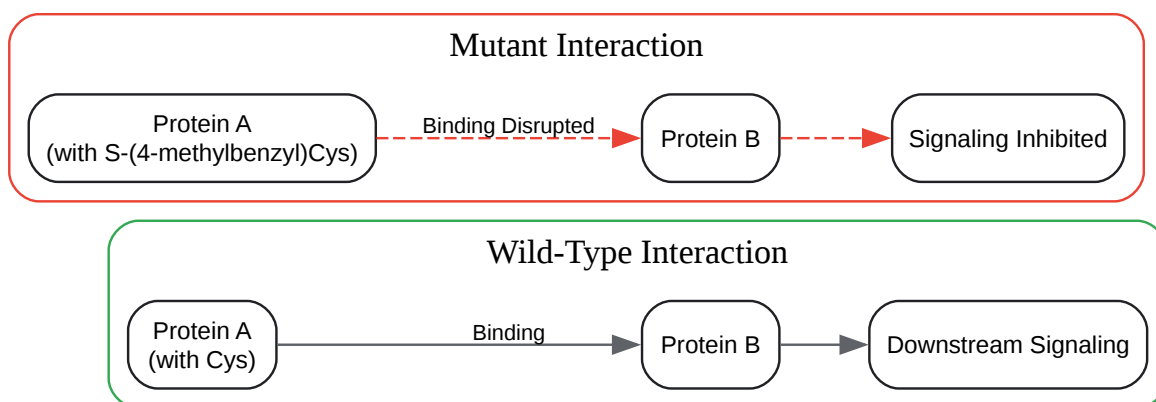 Mutant Interaction
Protein A
(with S-(4-methylbenzyl)Cys)
Binding Disrupted
Protein B
Signaling Inhibited
Wild-Type Interaction
Protein A
(with Cys)
Binding
Protein B
Downstream Signaling